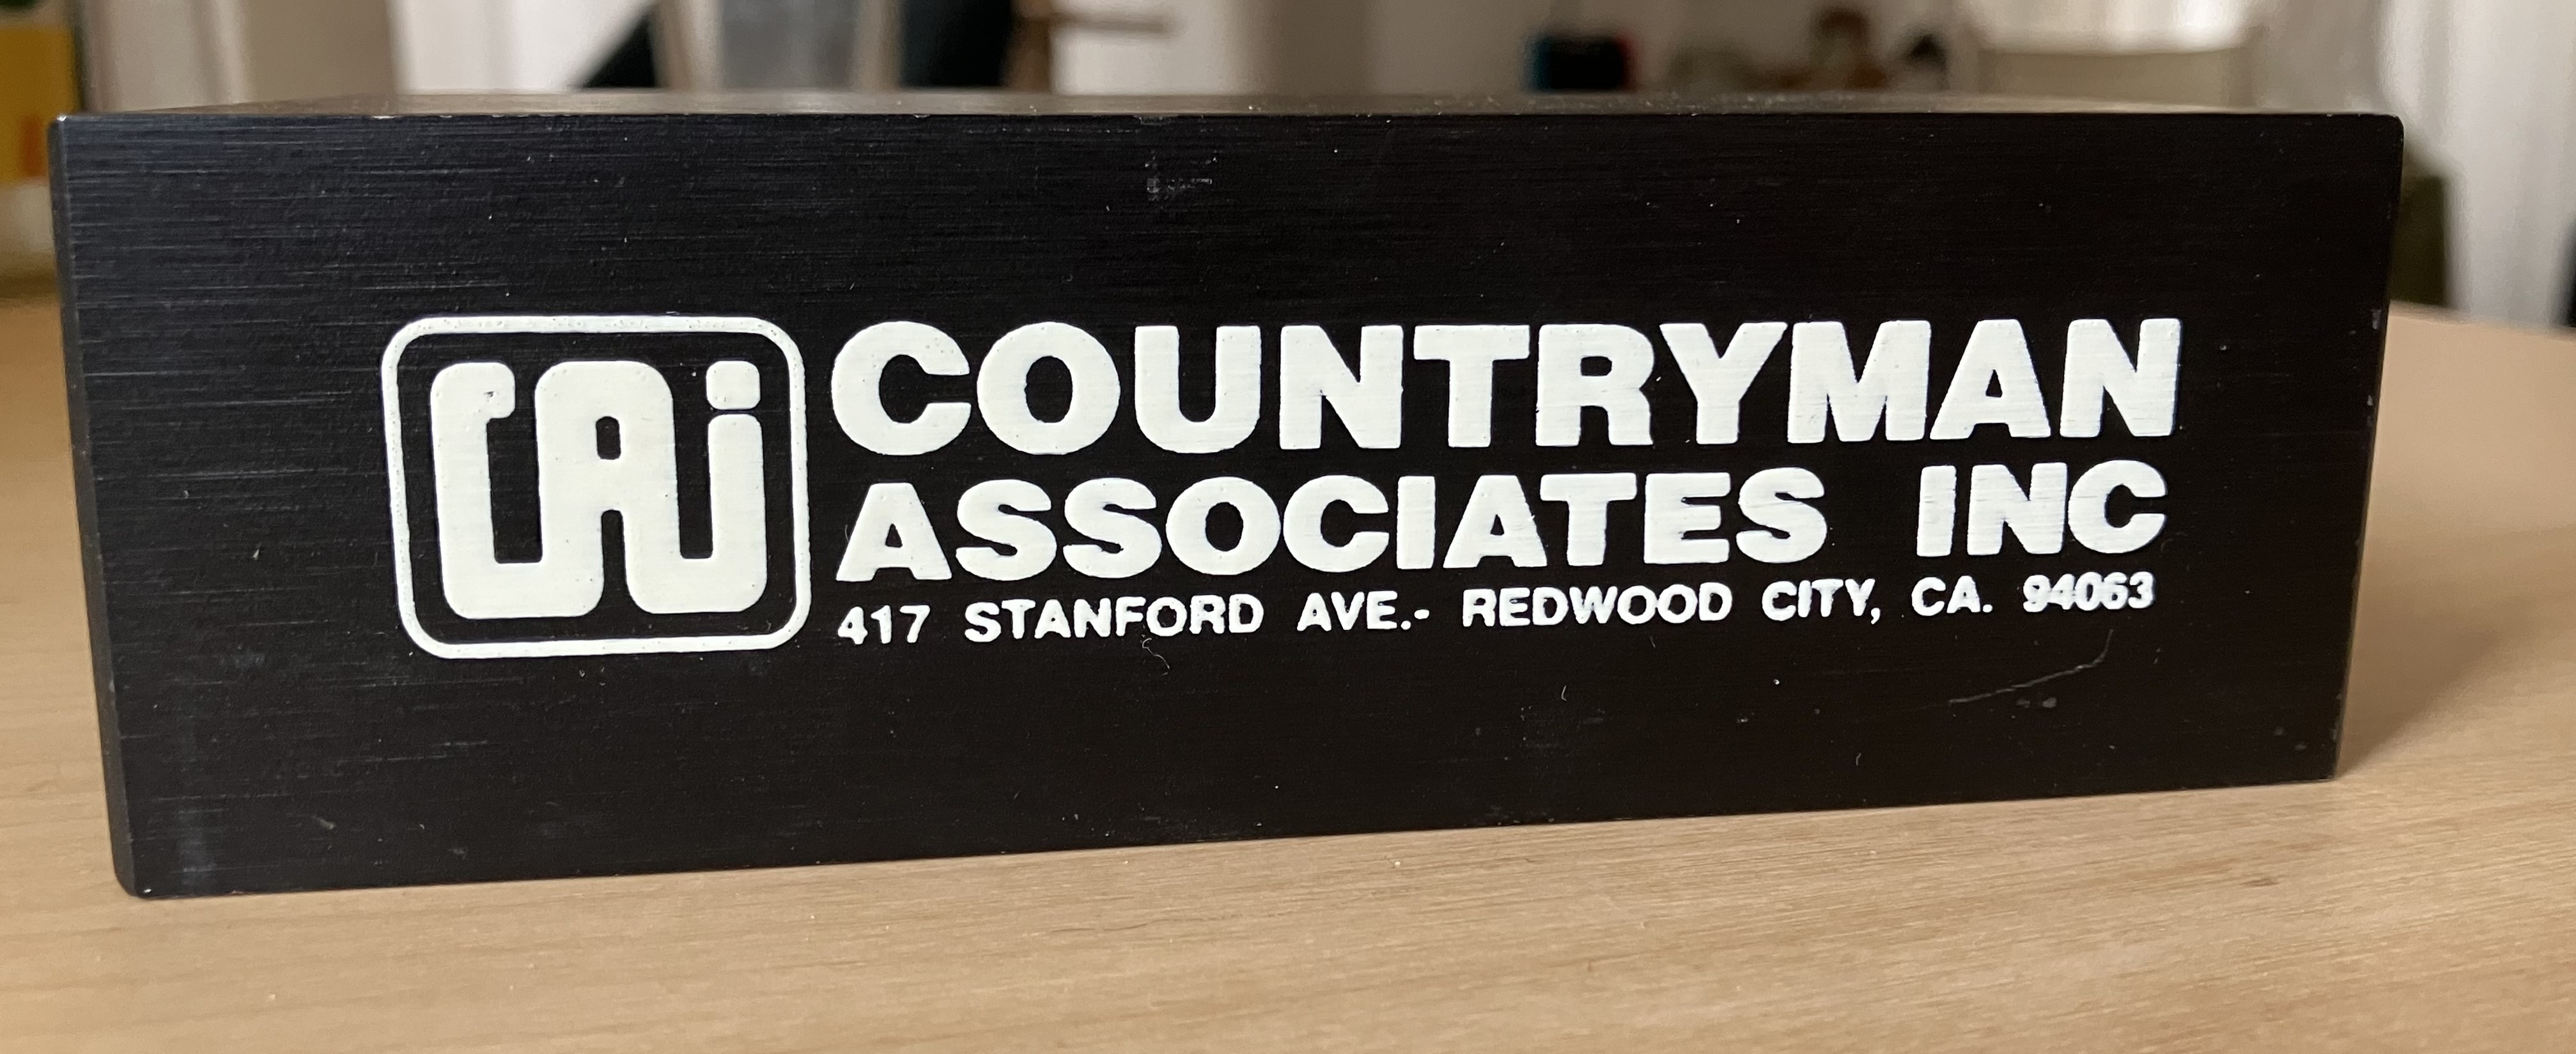 CAi
COUNTRYMAN
ASSOCIATES INC
417 STANFORD AVE.- REDWOOD CITY, CA. 94063